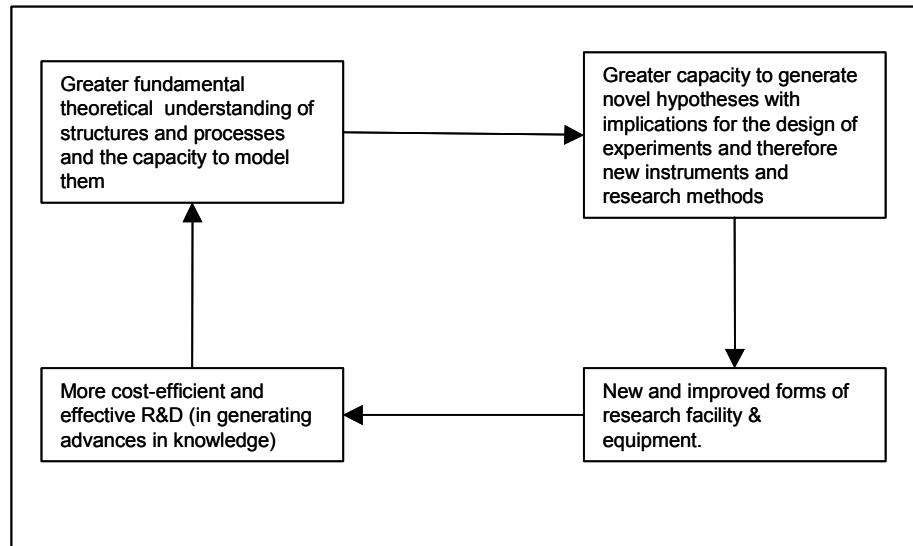 Greater fundamental
theoretical  understanding of
structures and processes
and the capacity to model
them
Greater capacity to generate
novel hypotheses with
implications for the design of
experiments and therefore
new instruments and
research methods
More cost-efficient and
effective R&D (in generating
advances in knowledge)
New and improved forms of
research facility &
equipment.